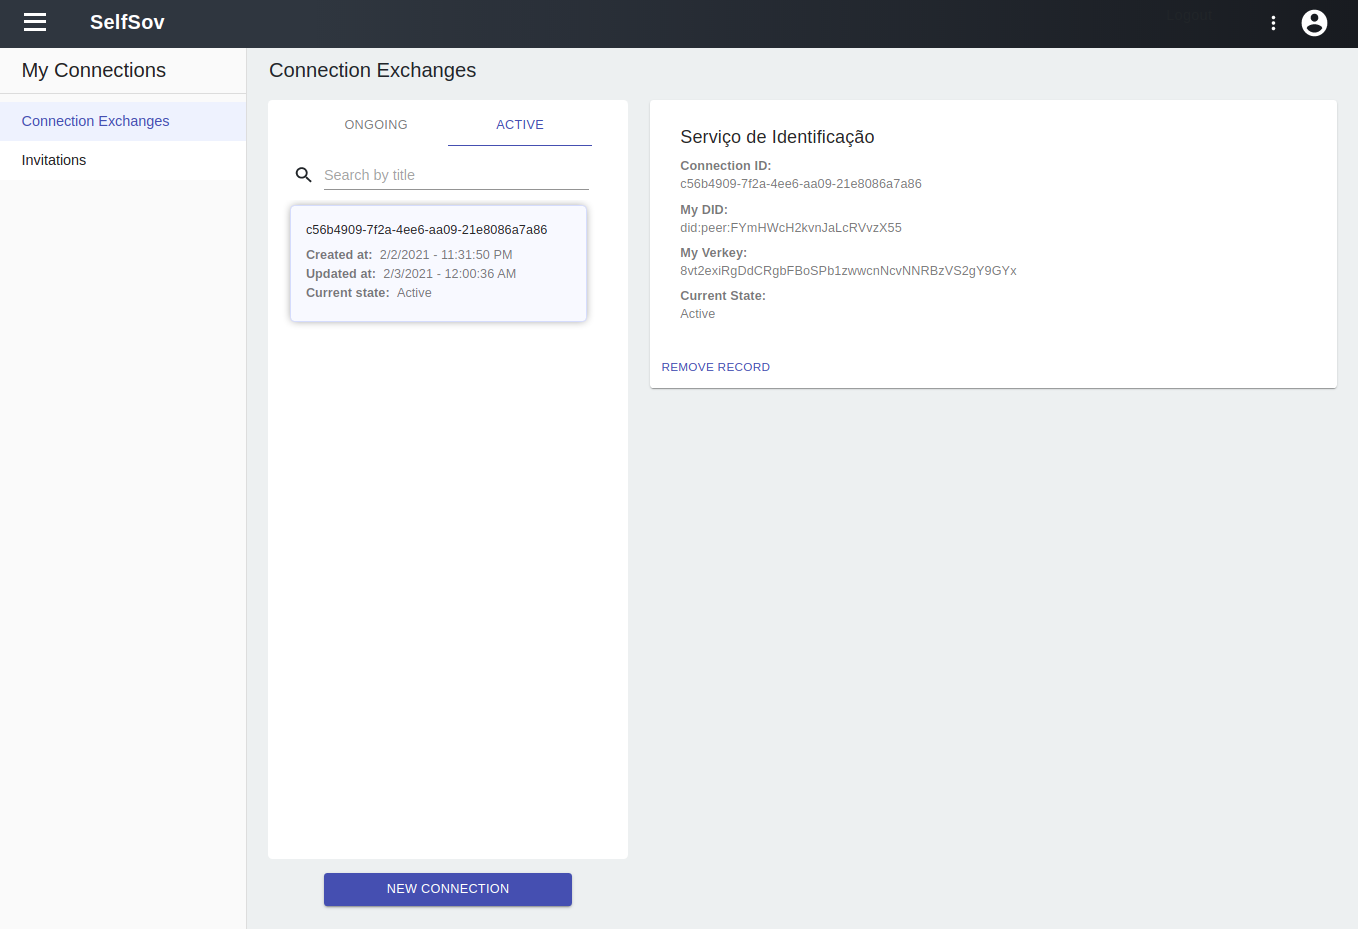 SelfSov
My Connections
Connection Exchanges
Invitations
Connection Exchanges
ONGOING
ACTIVE
Search by title
c56b4909-7f2a-4ee6-aa09-21e8086a7a86
Created at: 2/2/2021 - 11:31:50 PM
Updated at: 2/3/2021 - 12:00:36 AM
Current state: Active
NEW CONNECTION
Serviço de Identificação
Connection ID:
c56b4909-7f2a-4ee6-aa09-21e8086a7a86
My DID:
did:peer:FYmHWcH2kvnJaLcRVvzX55
My Verkey:
8vt2exiRgDdCRgbFBoSPb1zwwcnNcvNNRBzVS2gY9GYx
Current State:
Active
REMOVE RECORD